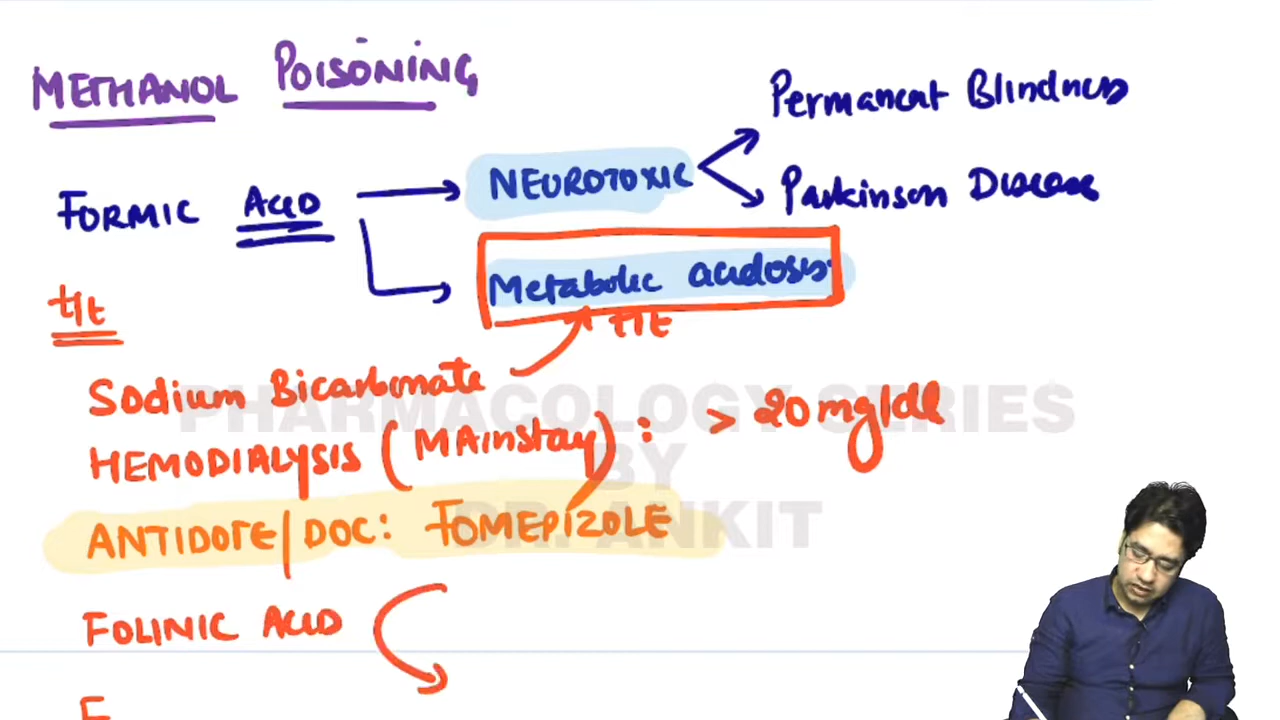 METHANOL POISONING
Permanent Blindness
FORMIC ACID
NEUROTOXIC
Parkinson Disease
Metabolic acidosis
t/t
Sodium Bicarbonate
HEMODIALYSIS (MAinstay) : > 20 mg/dl
ANTIDOTE/DOC: FOMEPIZOLE
FOLINIC ACID
PHARMACOLOGY SERIES
BY
DR. ANKIT